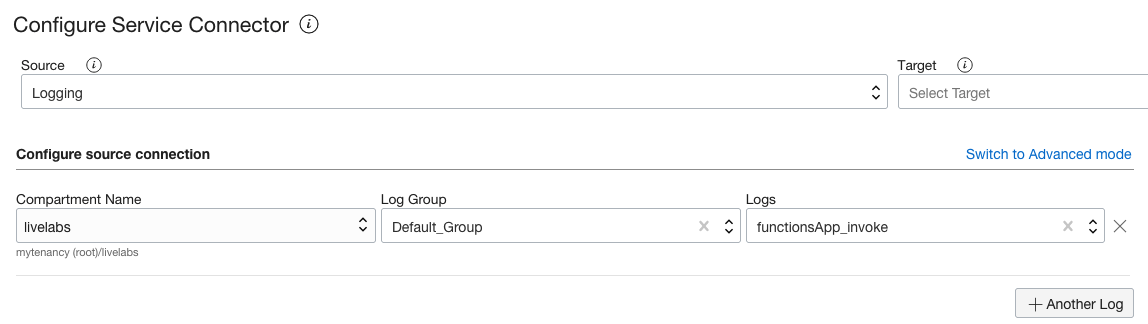 Configure Service Connector
Source Target
Logging Select Target
Configure source connection Switch to Advanced mode
Compartment Name Log Group Logs
livelabs Default_Group functionsApp_invoke
mytenancy (root)/livelabs
+ Another Log